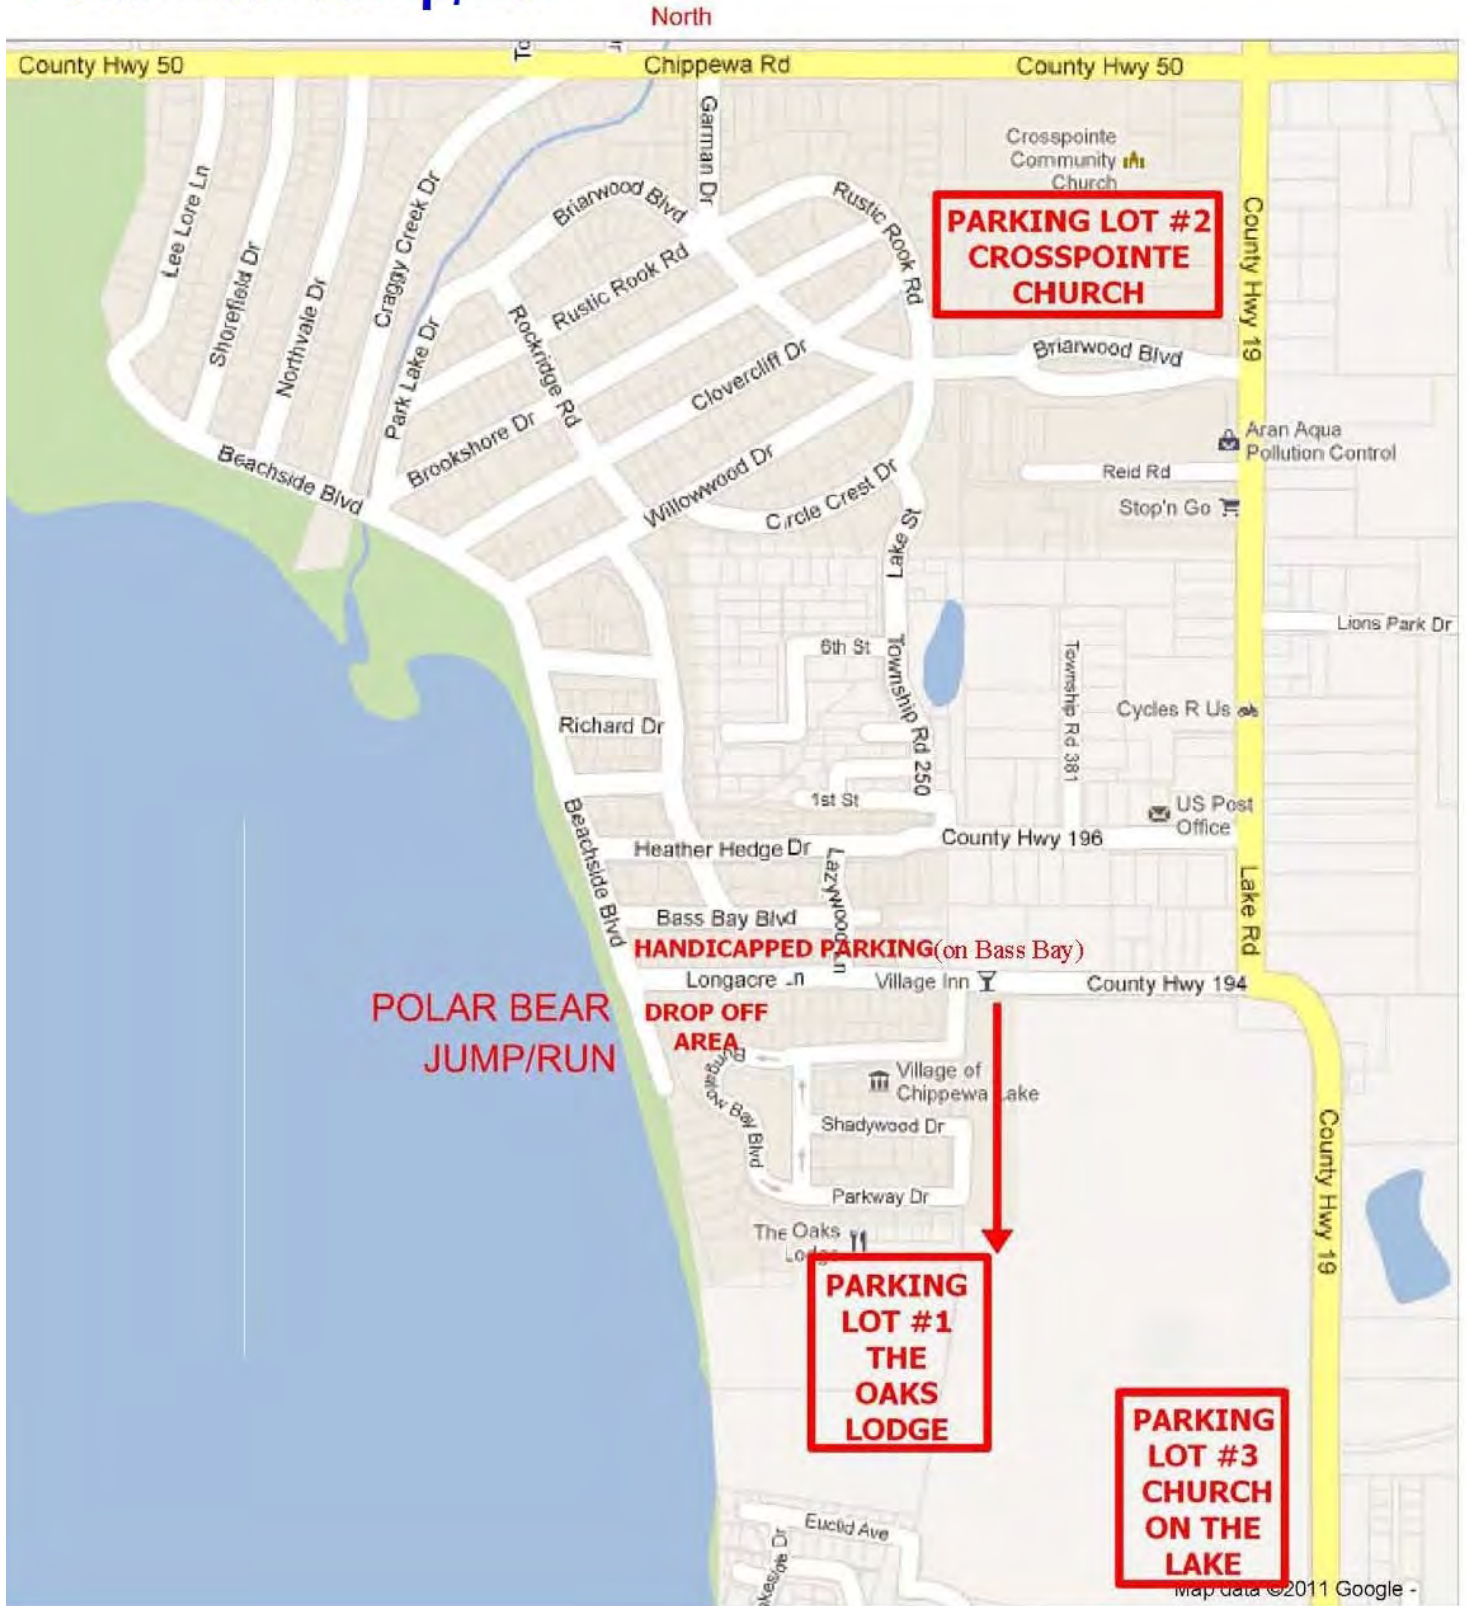 North
County Hwy 50
Chippewa Rd
County Hwy 50
Garman Dr
Crosspointe
Community
Church
PARKING LOT #2
CROSSPOINTE
CHURCH
Lee Lore Ln
Shorefield Dr
Northvale Dr
Craggy Creek Dr
Park Lake Dr
Briarwood Blvd
Rustic Rook Rd
Rustic Rook Rd
Rockridge Rd
County Hwy 19
Briarwood Blvd
Clovercliff Dr
Brookshore Dr
Willowwood Dr
Circle Crest Dr
Beachside Blvd
Aran Aqua
Pollution Control
Reid Rd
Stop'n Go
Lake St
Lions Park Dr
6th St
Township Rd 250
Township Rd 381
Cycles R Us
Richard Dr
1st St
US Post
Office
Beachside Blvd
Heather Hedge Dr
County Hwy 196
Lazywood Ln
Lake Rd
Bass Bay Blvd
HANDICAPPED PARKING(on Bass Bay)
Longacre Ln
Village Inn
County Hwy 194
POLAR BEAR
JUMP/RUN
DROP OFF
AREA
Bungalow Bay Blvd
Village of
Chippewa Lake
Shadywood Dr
Parkway Dr
County Hwy 19
The Oaks
Lodge
PARKING
LOT #1
THE
OAKS
LODGE
PARKING
LOT #3
CHURCH
ON THE
LAKE
Euclid Ave
Map data ©2011 Google -